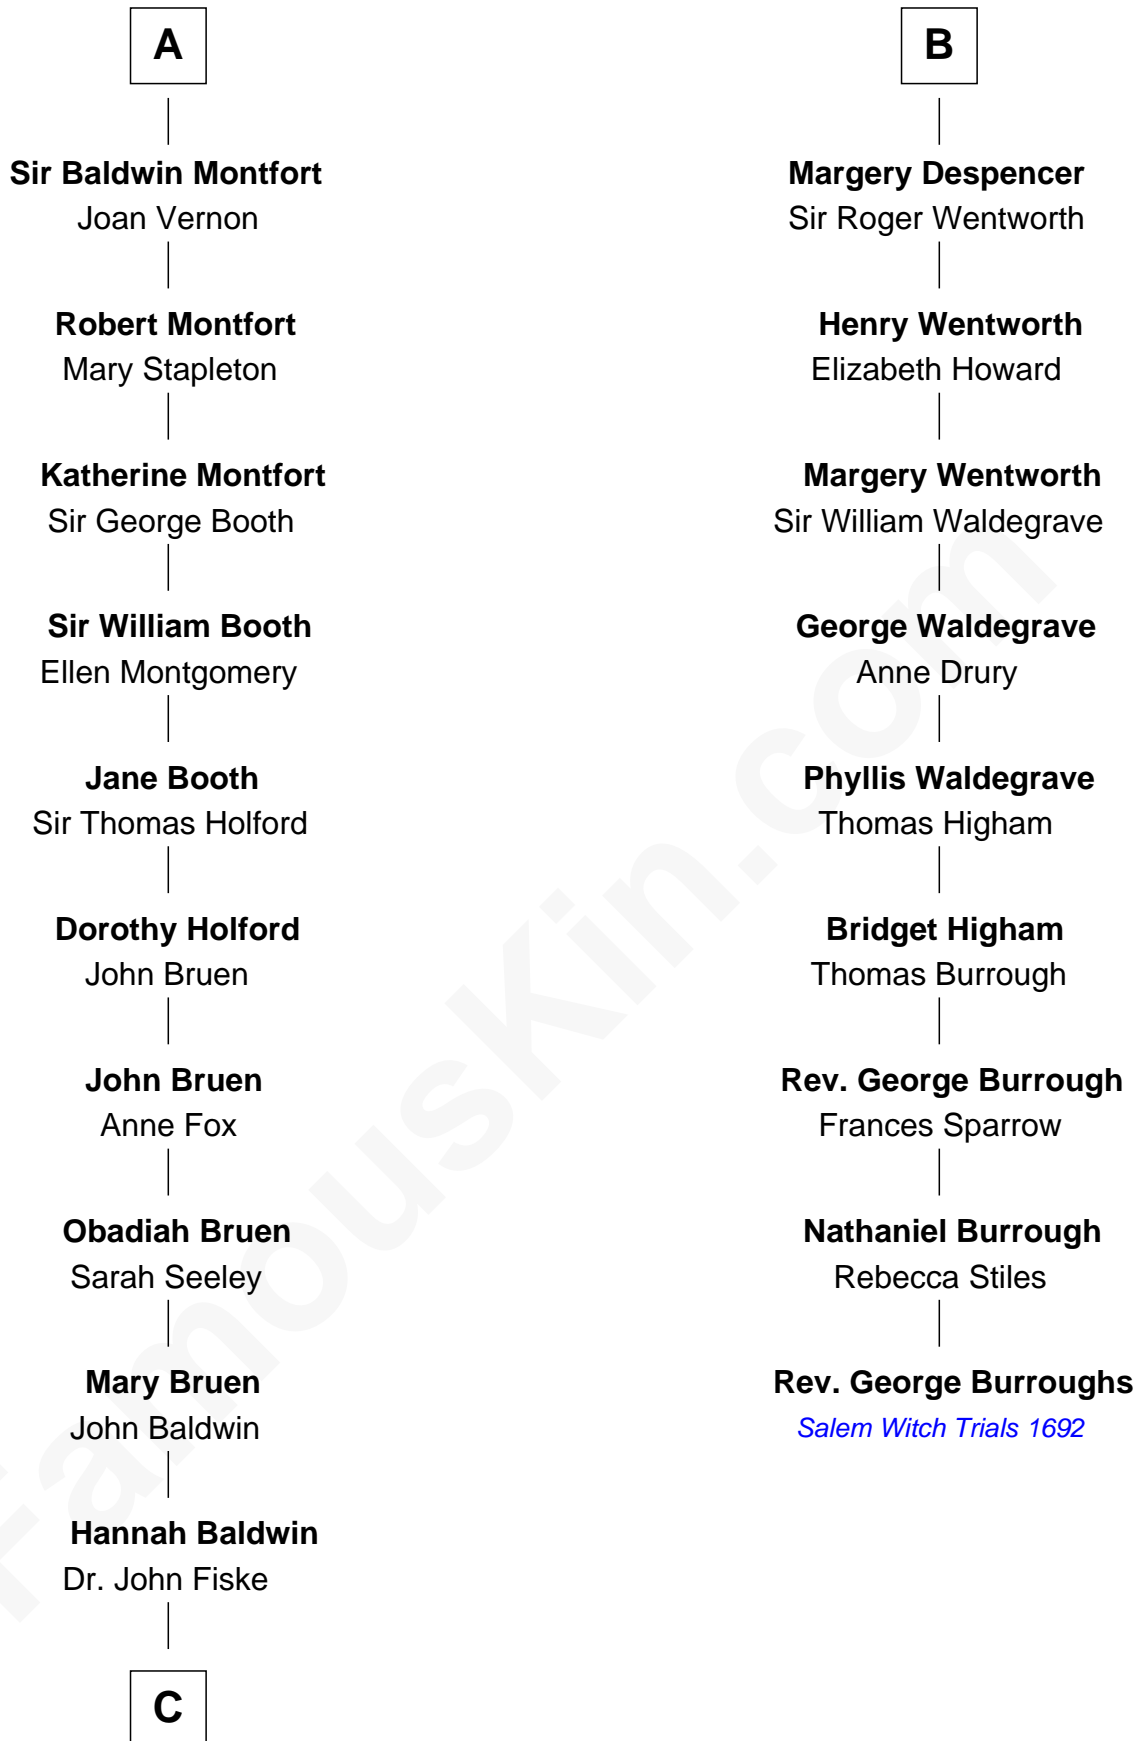 A
Sir Baldwin Montfort
Joan Vernon
Robert Montfort
Mary Stapleton
Katherine Montfort
Sir George Booth
Sir William Booth
Ellen Montgomery
Jane Booth
Sir Thomas Holford
Dorothy Holford
John Bruen
John Bruen
Anne Fox
Obadiah Bruen
Sarah Seeley
Mary Bruen
John Baldwin
Hannah Baldwin
Dr. John Fiske
C
B
Margery Despencer
Sir Roger Wentworth
Henry Wentworth
Elizabeth Howard
Margery Wentworth
Sir William Waldegrave
George Waldegrave
Anne Drury
Phyllis Waldegrave
Thomas Higham
Bridget Higham
Thomas Burrough
Rev. George Burrough
Frances Sparrow
Nathaniel Burrough
Rebecca Stiles
Rev. George Burroughs
Salem Witch Trials 1692
FamousKin.com